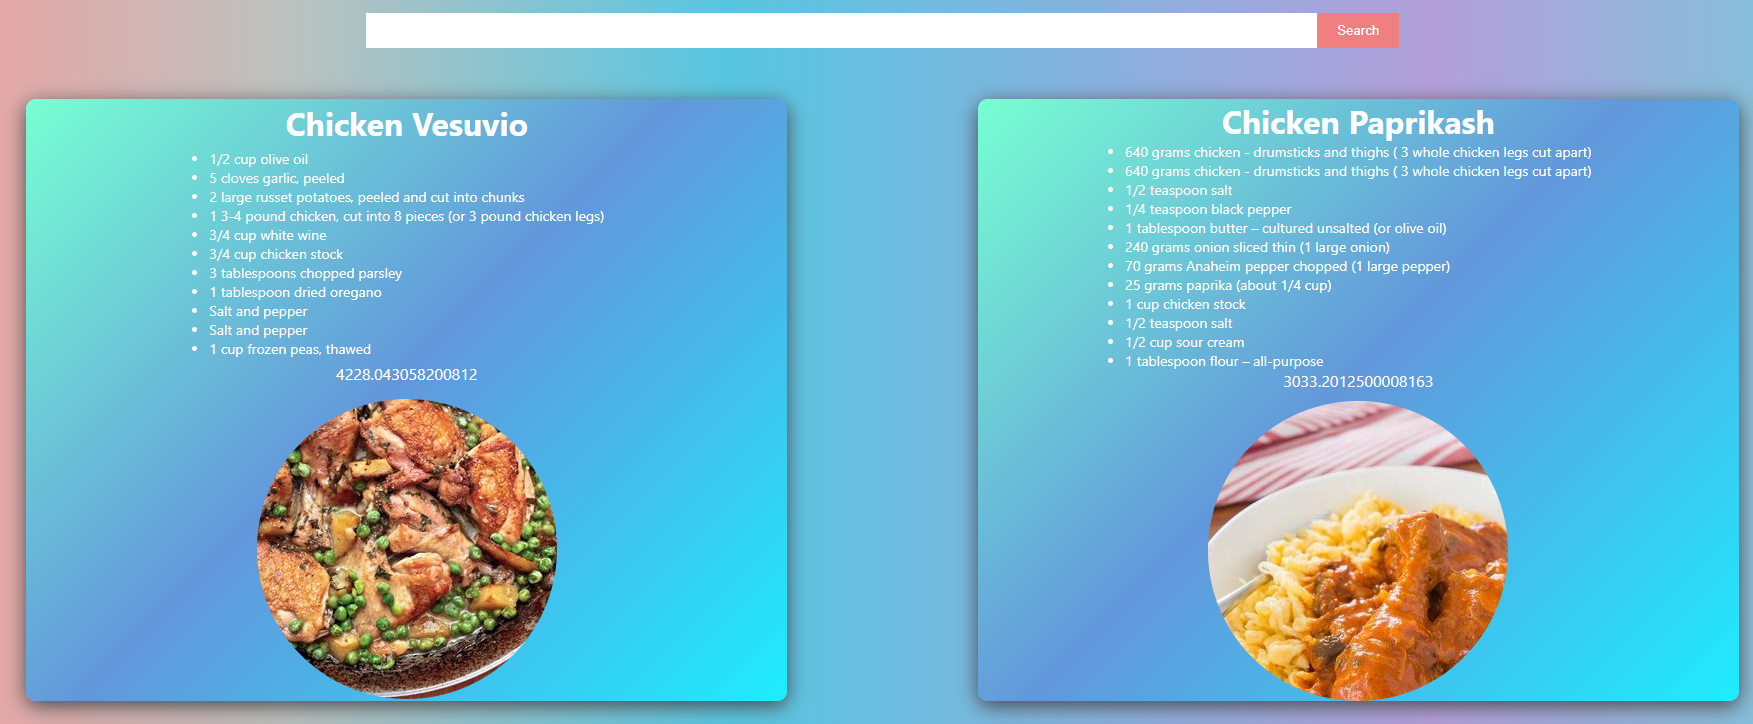 Search
Chicken Vesuvio
1/2 cup olive oil
5 cloves garlic, peeled
2 large russet potatoes, peeled and cut into chunks
1 3-4 pound chicken, cut into 8 pieces (or 3 pound chicken legs)
3/4 cup white wine
3/4 cup chicken stock
3 tablespoons chopped parsley
1 tablespoon dried oregano
Salt and pepper
Salt and pepper
1 cup frozen peas, thawed
4228.043058200812
Chicken Paprikash
640 grams chicken - drumsticks and thighs ( 3 whole chicken legs cut apart)
640 grams chicken - drumsticks and thighs ( 3 whole chicken legs cut apart)
1/2 teaspoon salt
1/4 teaspoon black pepper
1 tablespoon butter – cultured unsalted (or olive oil)
240 grams onion sliced thin (1 large onion)
70 grams Anaheim pepper chopped (1 large pepper)
25 grams paprika (about 1/4 cup)
1 cup chicken stock
1/2 teaspoon salt
1/2 cup sour cream
1 tablespoon flour – all-purpose
3033.2012500008163